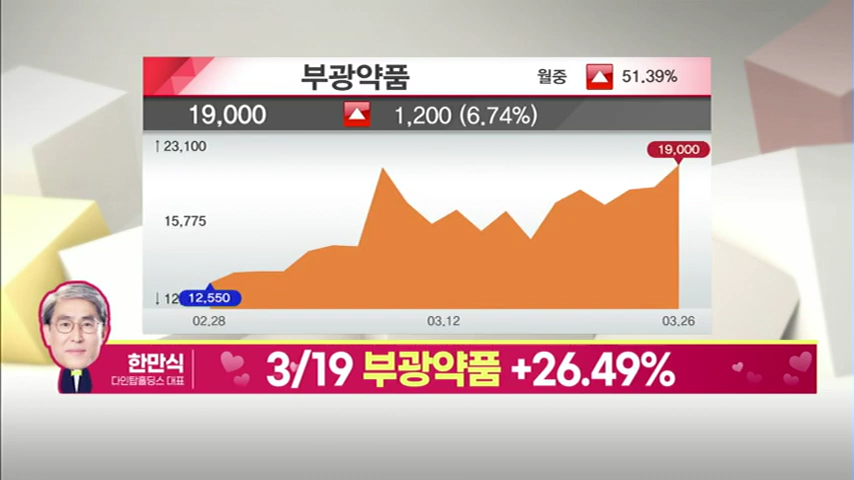 부광약품 월중 51.39%
19,000 1,200 (6.74%)
↑23,100
19,000
15,775
↓12
12,550
02.28 03.12 03.26
한만식
다인탑홀딩스 대표
3/19 부광약품 +26.49%